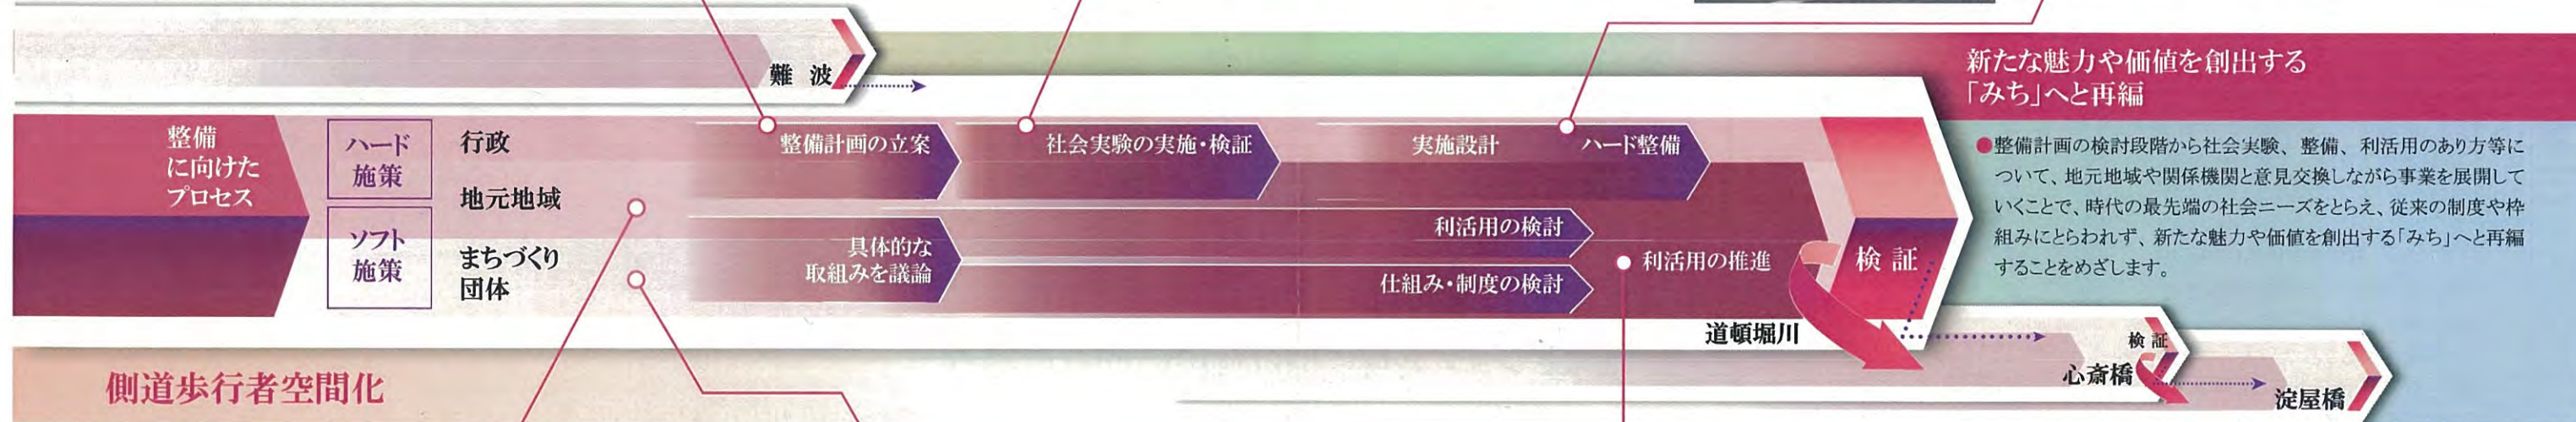 難波
新たな魅力や価値を創出する
「みち」へと再編
整備
に向けた
プロセス
ハード
施策
行政
地元地域
ソフト
施策
まちづくり
団体
整備計画の立案
社会実験の実施・検証
実施設計
ハード整備
具体的な
取組みを議論
利活用の検討
仕組み・制度の検討
利活用の推進
検証
●整備計画の検討段階から社会実験、整備、利活用のあり方等に
ついて、地元地域や関係機関と意見交換しながら事業を展開して
いくことで、時代の最先端の社会ニーズをとらえ、従来の制度や枠
組みにとらわれず、新たな魅力や価値を創出する「みち」へと再編
することをめざします。
道頓堀川
検証
心斎橋
淀屋橋
側道歩行者空間化